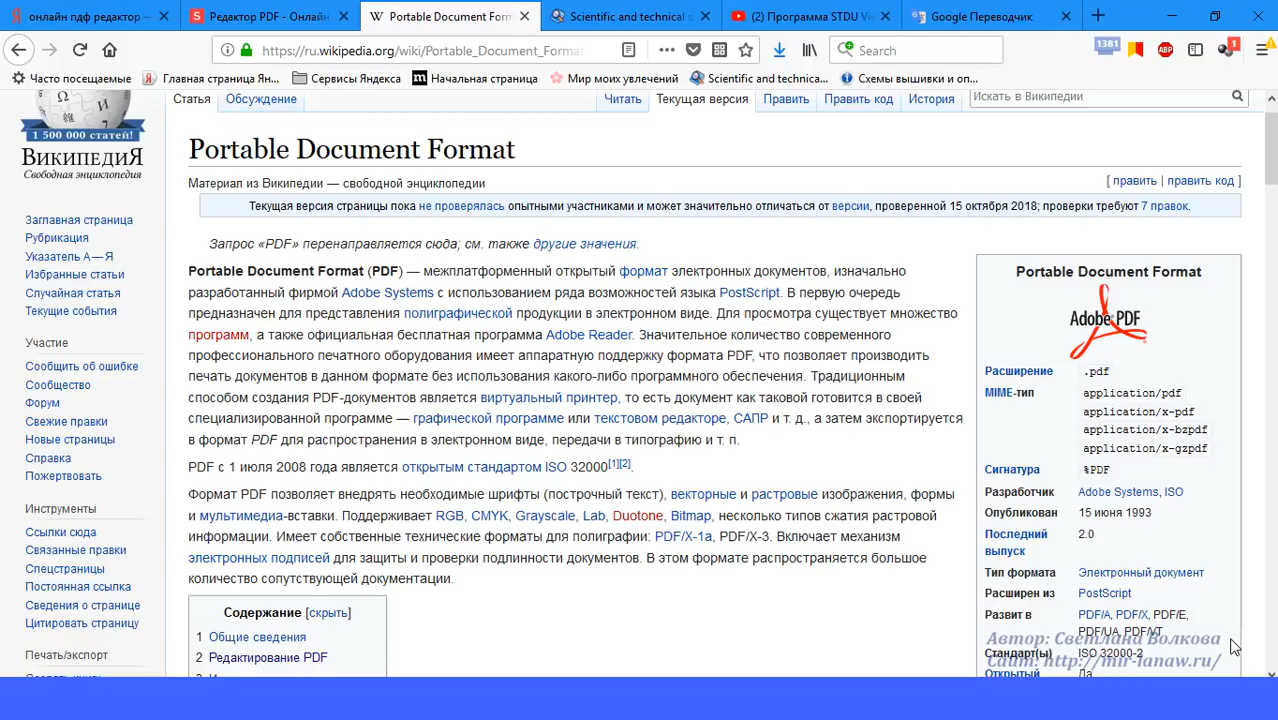 онлайн пдф редактор —
Редактор PDF - Онлайн
Portable Document Form
Scientific and technical
(2) Программа STDU Vi
Google Переводчик
https://ru.wikipedia.org/wiki/Portable_Document_Format
Search
1381
ABP
1
Часто посещаемые
Главная страница Ян...
Сервисы Яндекса
Начальная страница
Мир моих увлечений
Scientific and technica...
Схемы вышивки и оп...
Статья
Обсуждение
Читать
Текущая версия
Править
Править код
История
Искать в Википедии
1 500 000 статей!
ВИКИПЕДИЯ
Свободная энциклопедия
Portable Document Format
Материал из Википедии — свободной энциклопедии
[ править | править код ]
Текущая версия страницы пока не проверялась опытными участниками и может значительно отличаться от версии, проверенной 15 октября 2018; проверки требуют 7 правок.
Запрос «PDF» перенаправляется сюда; см. также другие значения.
Portable Document Format (PDF) — межплатформенный открытый формат электронных документов, изначально
разработанный фирмой Adobe Systems с использованием ряда возможностей языка PostScript. В первую очередь
предназначен для представления полиграфической продукции в электронном виде. Для просмотра существует множество
программ, а также официальная бесплатная программа Adobe Reader. Значительное количество современного
профессионального печатного оборудования имеет аппаратную поддержку формата PDF, что позволяет производить
печать документов в данном формате без использования какого-либо программного обеспечения. Традиционным
способом создания PDF-документов является виртуальный принтер, то есть документ как таковой готовится в своей
специализированной программе — графической программе или текстовом редакторе, САПР и т. д., а затем экспортируется
в формат PDF для распространения в электронном виде, передачи в типографию и т. п.
PDF с 1 июля 2008 года является открытым стандартом ISO 32000[1][2].
Формат PDF позволяет внедрять необходимые шрифты (построчный текст), векторные и растровые изображения, формы
и мультимедиа-вставки. Поддерживает RGB, CMYK, Grayscale, Lab, Duotone, Bitmap, несколько типов сжатия растровой
информации. Имеет собственные технические форматы для полиграфии: PDF/X-1a, PDF/X-3. Включает механизм
электронных подписей для защиты и проверки подлинности документов. В этом формате распространяется большое
количество сопутствующей документации.
Содержание [скрыть]
1 Общие сведения
2 Редактирование PDF
Заглавная страница
Рубрикация
Указатель А — Я
Избранные статьи
Случайная статья
Текущие события
Участие
Сообщить об ошибке
Сообщество
Форум
Свежие правки
Новые страницы
Справка
Пожертвовать
Инструменты
Ссылки сюда
Связанные правки
Спецстраницы
Постоянная ссылка
Сведения о странице
Цитировать страницу
Печать/экспорт
Portable Document Format
Adobe PDF
Расширение .pdf
MIME-тип application/pdf
application/x-pdf
application/x-bzpdf
application/x-gzpdf
Сигнатура %PDF
Разработчик Adobe Systems, ISO
Опубликован 15 июня 1993
Последний выпуск 2.0
Тип формата Электронный документ
Расширен из PostScript
Развит в PDF/A, PDF/X, PDF/E,
PDF/UA, PDF/VT
Стандарт(ы) ISO 32000-2
Открытый Да
Автор: Светлана Волкова
Сайт: http://mir-lanaw.ru/